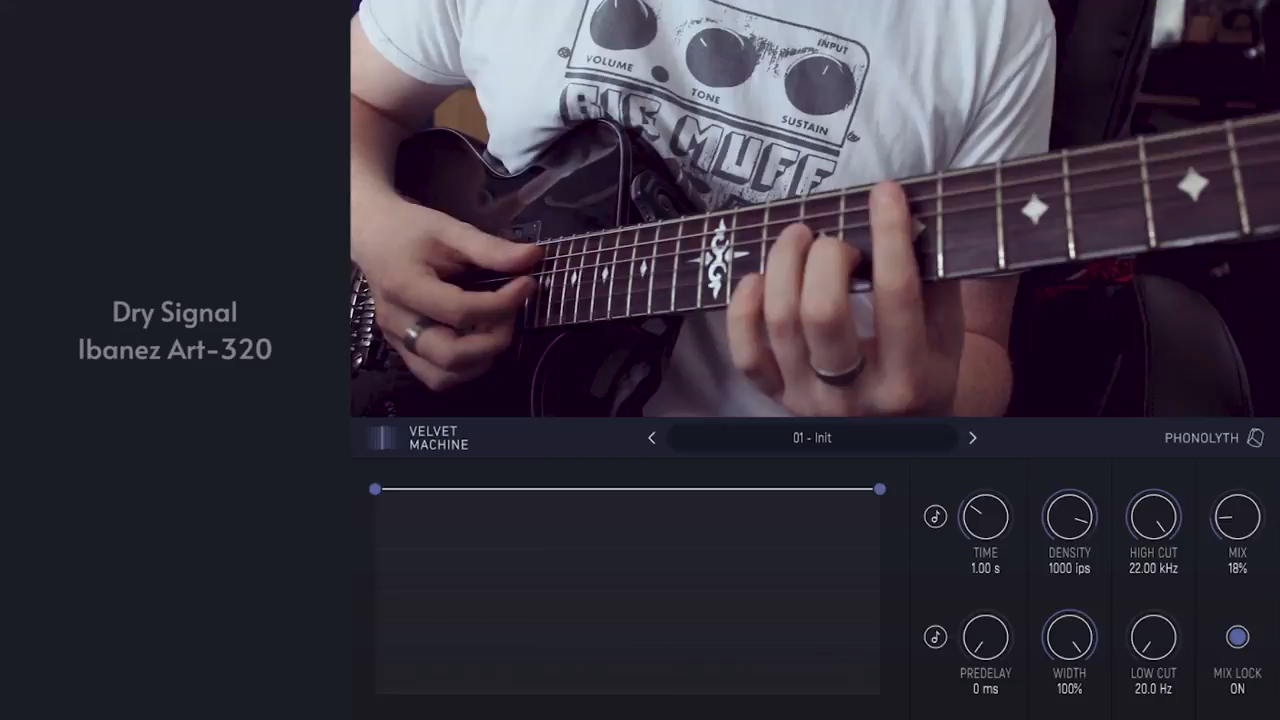 Dry Signal
Ibanez Art-320
VOLUME
TONE
INPUT
SUSTAIN
BIG MUFF
VELVET
MACHINE
01 - Init
PHONOLYTH
TIME
1.00 s
DENSITY
1000 ips
HIGH CUT
22.00 kHz
MIX
18%
PREDELAY
0 ms
WIDTH
100%
LOW CUT
20.0 Hz
MIX LOCK
ON